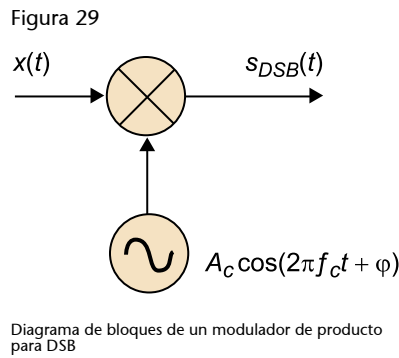 Figura 29
x(t)
s_DSB(t)
A_c cos(2πf_c t + φ)
Diagrama de bloques de un modulador de producto
para DSB